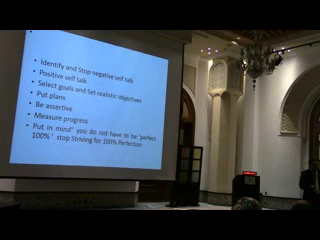 • Identify and Stop negative self talk
• Positive self talk
• Select goals and Set realistic objectives
• Put plans
• Be assertive
• Measure progress
• Put in mind" you do not have to be 'perfect
100% ' stop Striving for 100% Perfection